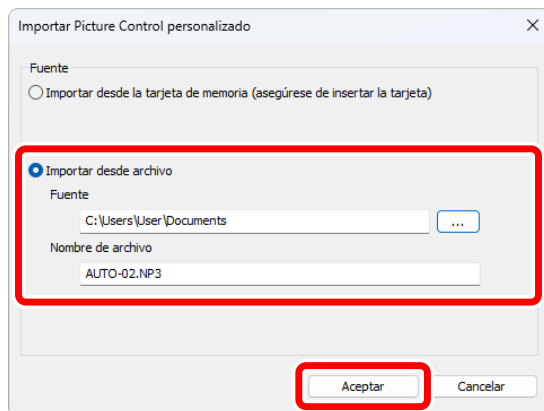 Importar Picture Control personalizado
Fuente
Importar desde la tarjeta de memoria (asegúrese de insertar la tarjeta)
Importar desde archivo
Fuente
C:\Users\User\Documents
...
Nombre de archivo
AUTO-02.NP3
Aceptar
Cancelar